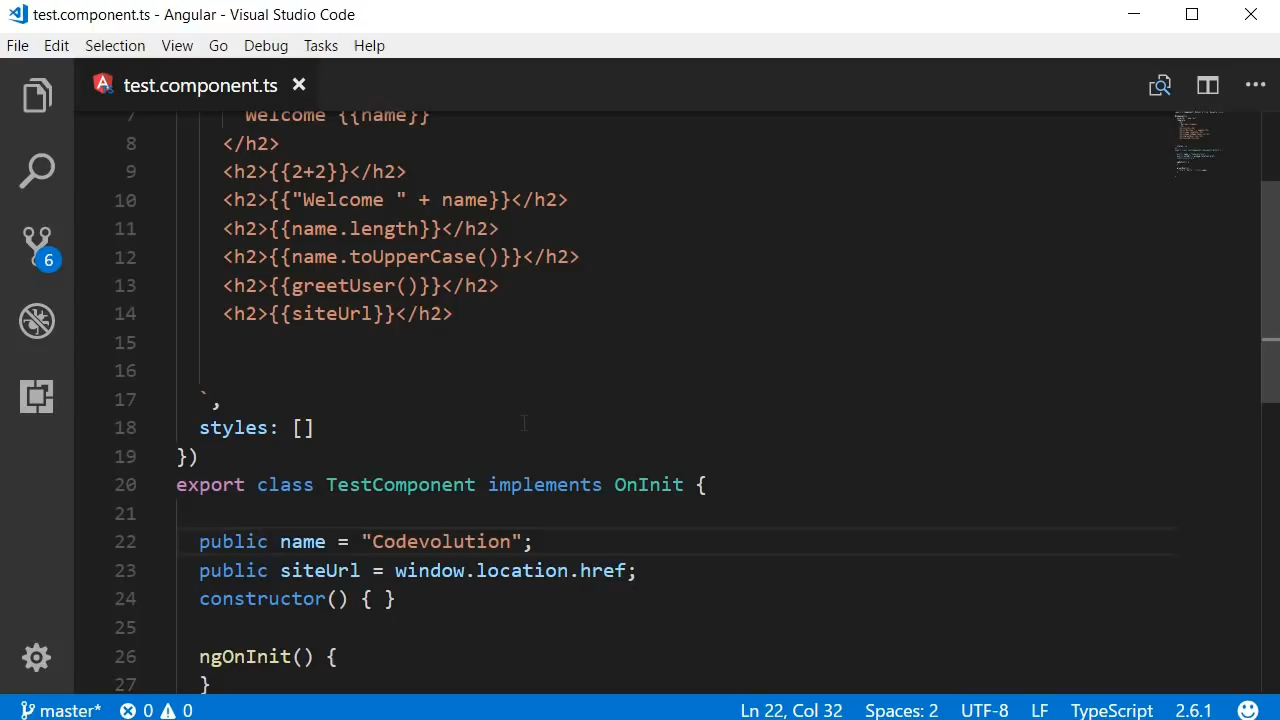 test.component.ts - Angular - Visual Studio Code
File Edit Selection View Go Debug Tasks Help
test.component.ts
7 Welcome {{name}}
8 </h2>
9 <h2>{{2+2}}</h2>
10 <h2>{{"Welcome " + name}}</h2>
11 <h2>{{name.length}}</h2>
12 <h2>{{name.toUpperCase()}}</h2>
13 <h2>{{greetUser()}}</h2>
14 <h2>{{siteUrl}}</h2>
15
16
17 `,
18 styles: []
19 })
20 export class TestComponent implements OnInit {
21
22 public name = "Codevolution";
23 public siteUrl = window.location.href;
24 constructor() { }
25
26 ngOnInit() {
27 }
6
master* 0 0 Ln 22, Col 32 Spaces: 2 UTF-8 LF TypeScript 2.6.1